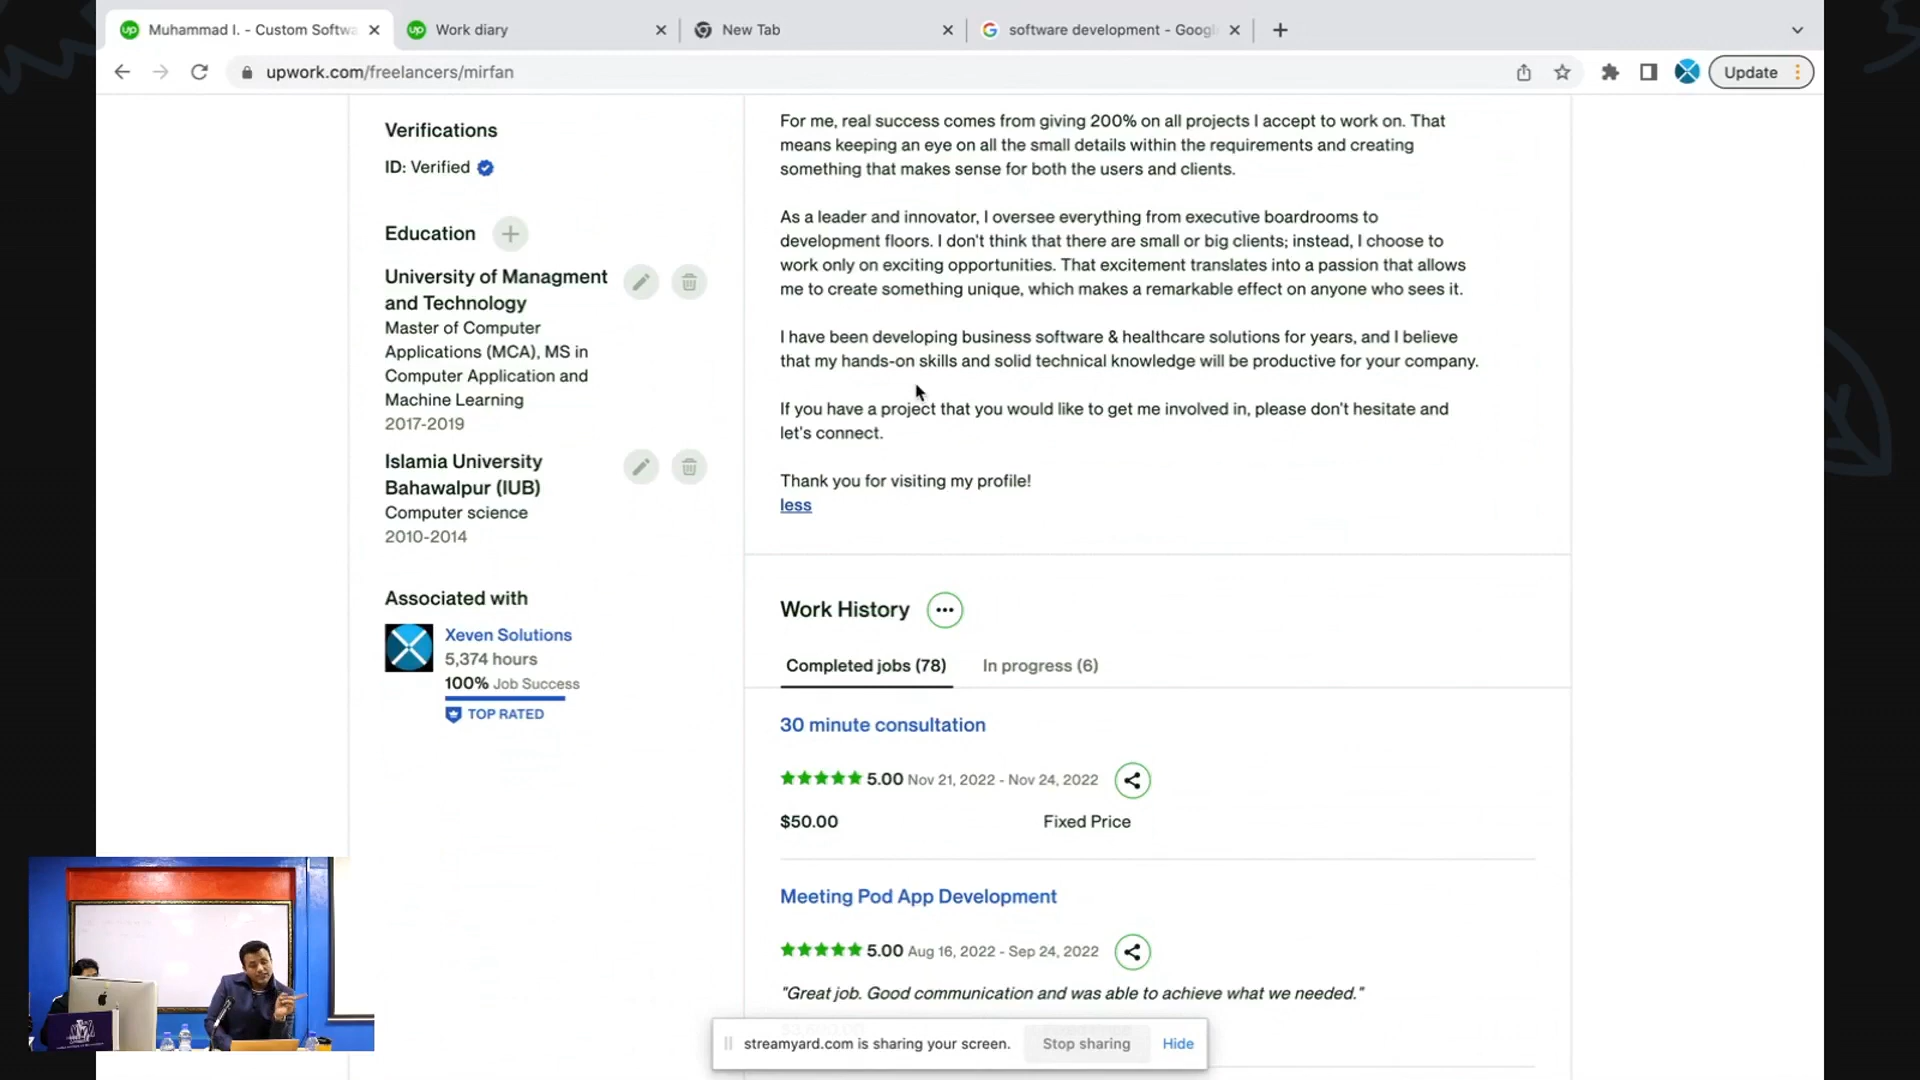 Muhammad I. - Custom Softwa
Work diary
New Tab
software development - Googl
upwork.com/freelancers/mirfan
Update
Verifications
ID: Verified
Education
University of Managment
and Technology
Master of Computer
Applications (MCA), MS in
Computer Application and
Machine Learning
2017-2019
Islamia University
Bahawalpur (IUB)
Computer science
2010-2014
Associated with
Xeven Solutions
5,374 hours
100% Job Success
TOP RATED
For me, real success comes from giving 200% on all projects I accept to work on. That
means keeping an eye on all the small details within the requirements and creating
something that makes sense for both the users and clients.
As a leader and innovator, I oversee everything from executive boardrooms to
development floors. I don't think that there are small or big clients; instead, I choose to
work only on exciting opportunities. That excitement translates into a passion that allows
me to create something unique, which makes a remarkable effect on anyone who sees it.
I have been developing business software & healthcare solutions for years, and I believe
that my hands-on skills and solid technical knowledge will be productive for your company.
If you have a project that you would like to get me involved in, please don't hesitate and
let's connect.
Thank you for visiting my profile!
less
Work History
Completed jobs (78)
In progress (6)
30 minute consultation
5.00 Nov 21, 2022 - Nov 24, 2022
$50.00
Fixed Price
Meeting Pod App Development
5.00 Aug 16, 2022 - Sep 24, 2022
"Great job. Good communication and was able to achieve what we needed."
streamyard.com is sharing your screen.
Stop sharing
Hide